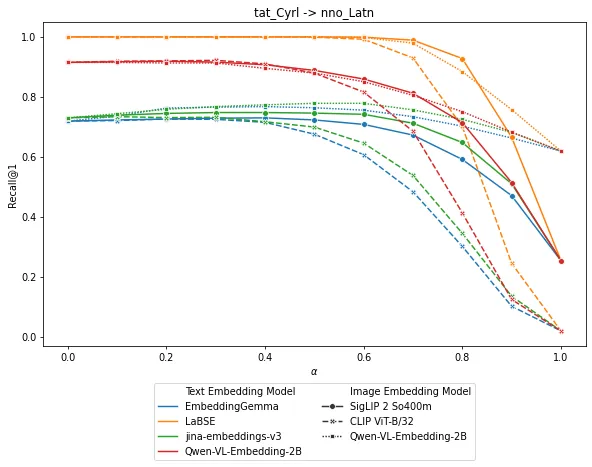 tat_Cyrl -> nno_Latn
Recall@1
1.0
0.8
0.6
0.4
0.2
0.0
0.0 0.2 0.4 0.6 0.8 1.0
α
Text Embedding Model
EmbeddingGemma
LaBSE
jina-embeddings-v3
Qwen-VL-Embedding-2B
Image Embedding Model
SigLIP 2 So400m
CLIP ViT-B/32
Qwen-VL-Embedding-2B